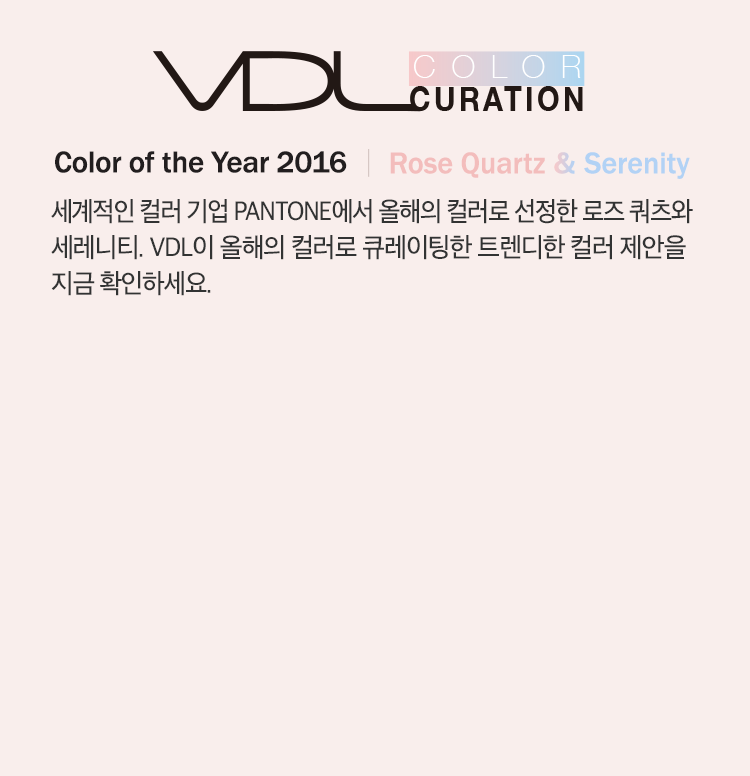 VDL COLOR
CURATION
Color of the Year 2016 | Rose Quartz & Serenity
세계적인 컬러 기업 PANTONE에서 올해의 컬러로 선정한 로즈 쿼츠와
세레니티. VDL이 올해의 컬러로 큐레이팅한 트렌디한 컬러 제안을
지금 확인하세요.